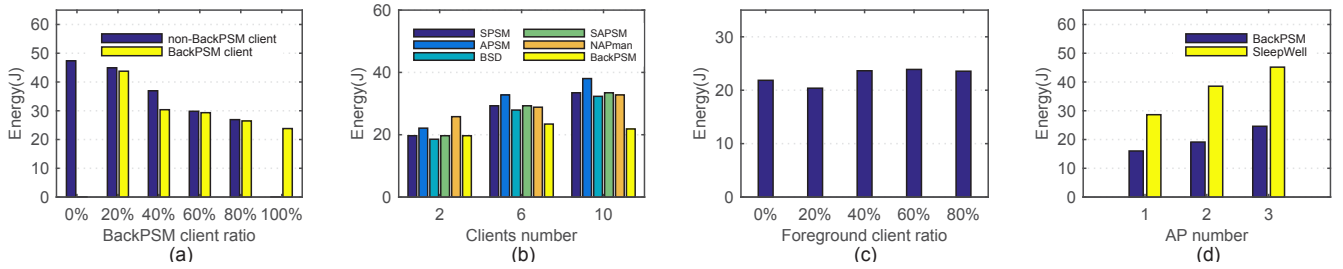 60
50
40
30
20
10
0
Energy(J)
non-BackPSM client
BackPSM client
0% 20% 40% 60% 80% 100%
BackPSM client ratio
(a)
60
40
20
0
Energy(J)
SPSM
APSM
BSD
SAPSM
NAPman
BackPSM
2 6 10
Clients number
(b)
30
20
10
0
Energy(J)
0% 20% 40% 60% 80%
Foreground client ratio
(c)
60
50
40
30
20
10
0
Energy(J)
BackPSM
SleepWell
1 2 3
AP number
(d)